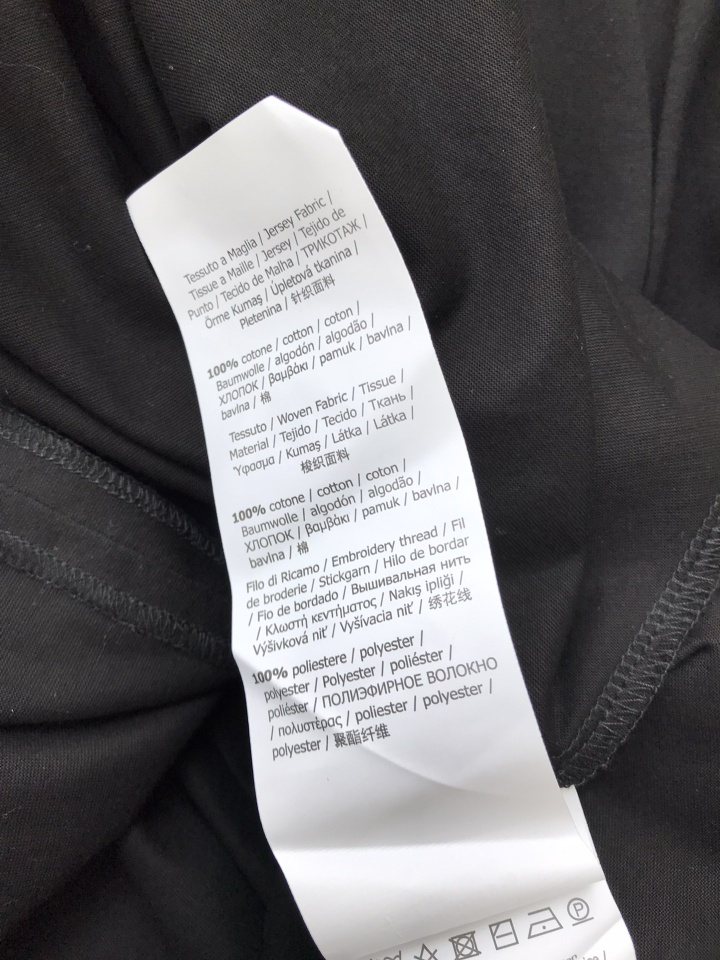 Tessuto a Maglia / Jersey Fabric /
Tissue a Maille / Jersey / Tejido de
Punto / Tecido de Malha / ТРИКОТАЖ /
Örme Kumaş / Úpletová tkanina /
Pletenina / 针织面料
100% cotone / cotton / coton /
Baumwolle / algodón / algodão /
ХЛОПОК / βαμβάκι / pamuk / bavlna /
bavlna / 棉
Tessuto / Woven Fabric / Tissue /
Material / Tejido / Tecido / Ткань /
Ύφασμα / Kumaş / Látka / Látka /
梭织面料
100% cotone / cotton / coton /
Baumwolle / algodón / algodão /
ХЛОПОК / βαμβάκι / pamuk / bavlna /
bavlna / 棉
Filo di Ricamo / Embroidery thread / Fil
de broderie / Stickgarn / Hilo de bordar
/ Fio de bordado / Вышивальная нить
/ Κλωστή κεντήματος / Nakış ipliği /
Výšivková niť / Vyšívacia niť / 绣花线
100% poliestere / polyester /
polyester / Polyester / poliéster /
poliéster / ПОЛИЭФИРНОЕ ВОЛОКНО
/ πολυστέρας / poliester / polyester /
polyester / 聚酯纤维
P